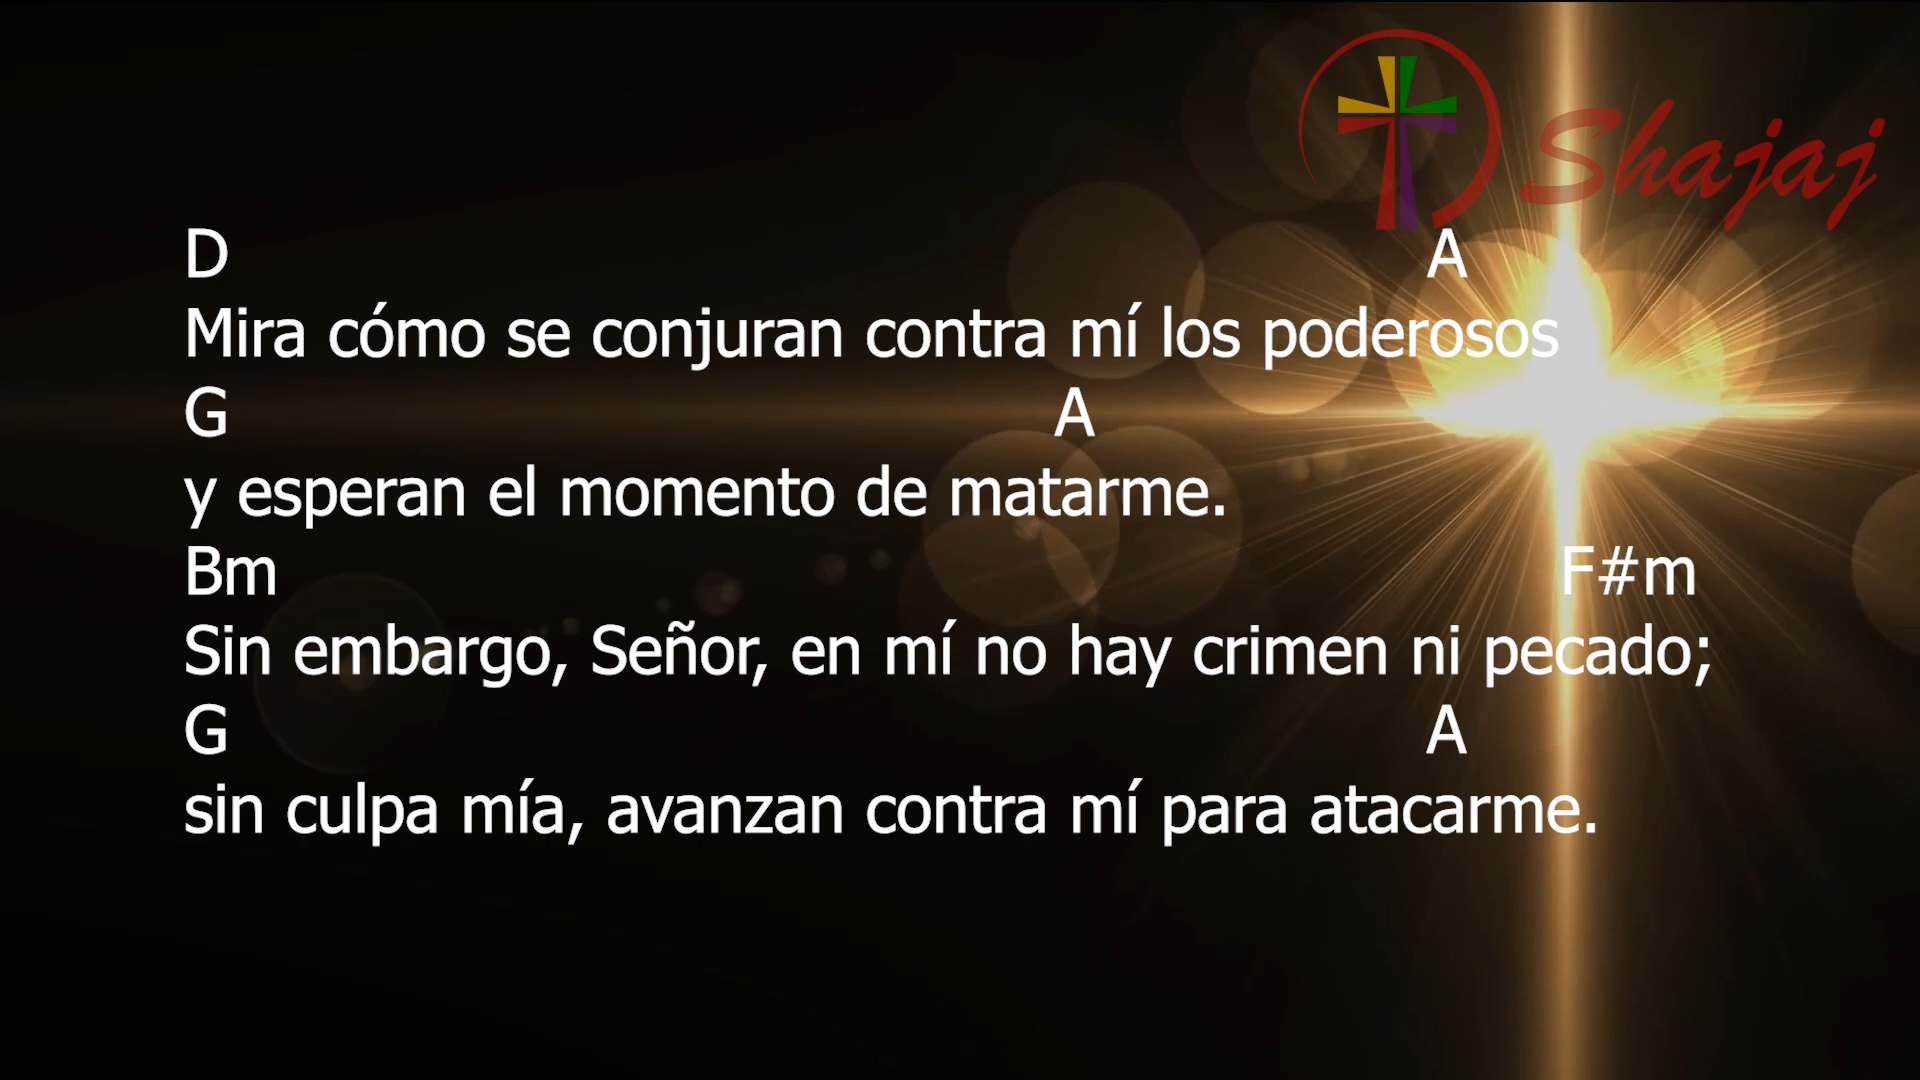 Shajaj
D A
Mira cómo se conjuran contra mí los poderosos
G A
y esperan el momento de matarme.
Bm F#m
Sin embargo, Señor, en mí no hay crimen ni pecado;
G A
sin culpa mía, avanzan contra mí para atacarme.